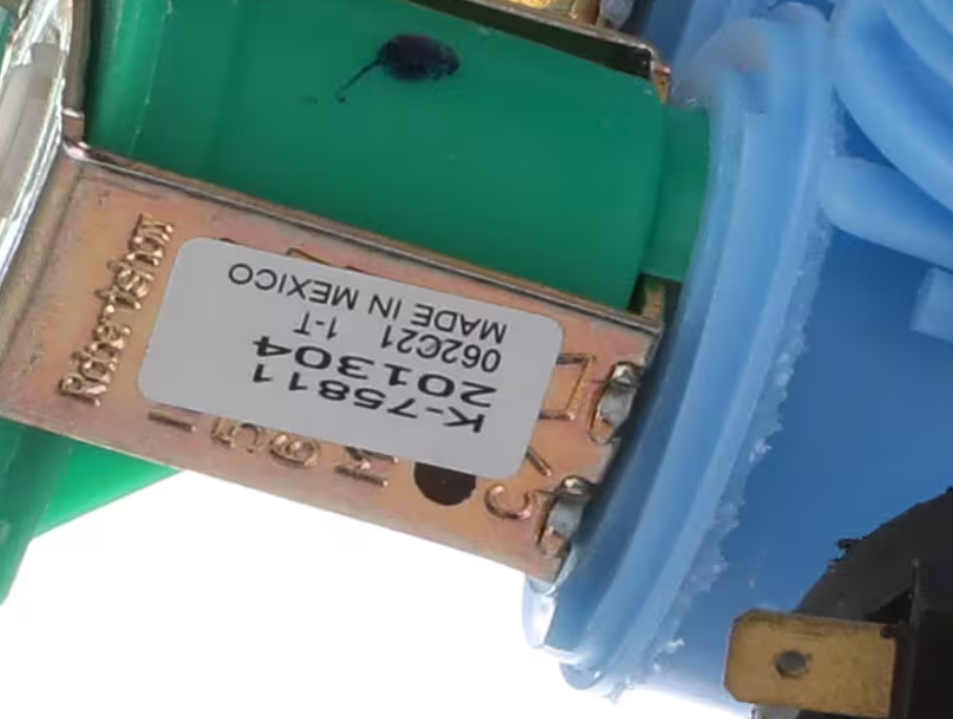 K-75811
201304
062C21 1-T
MADE IN MEXICO
Robertshaw